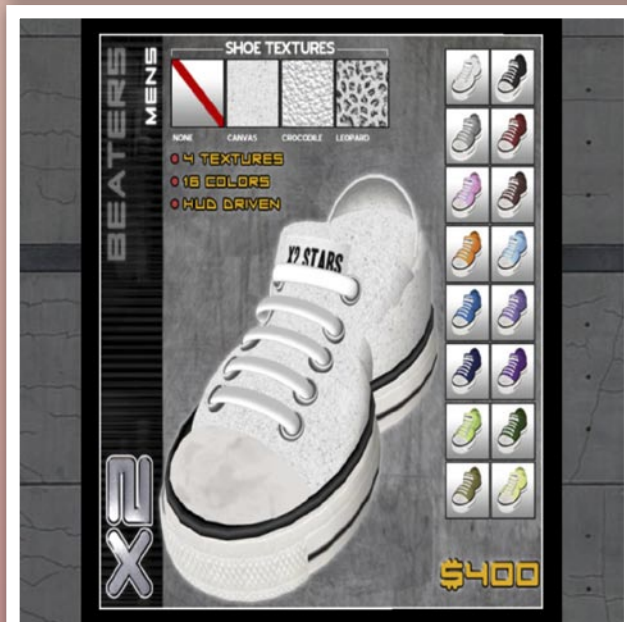 BEATERS
MENS
SHOE TEXTURES
NONE CANVAS CROCODILE LEOPARD
4 TEXTURES
16 COLORS
HUD DRIVEN
X2 STARS
X2
$400